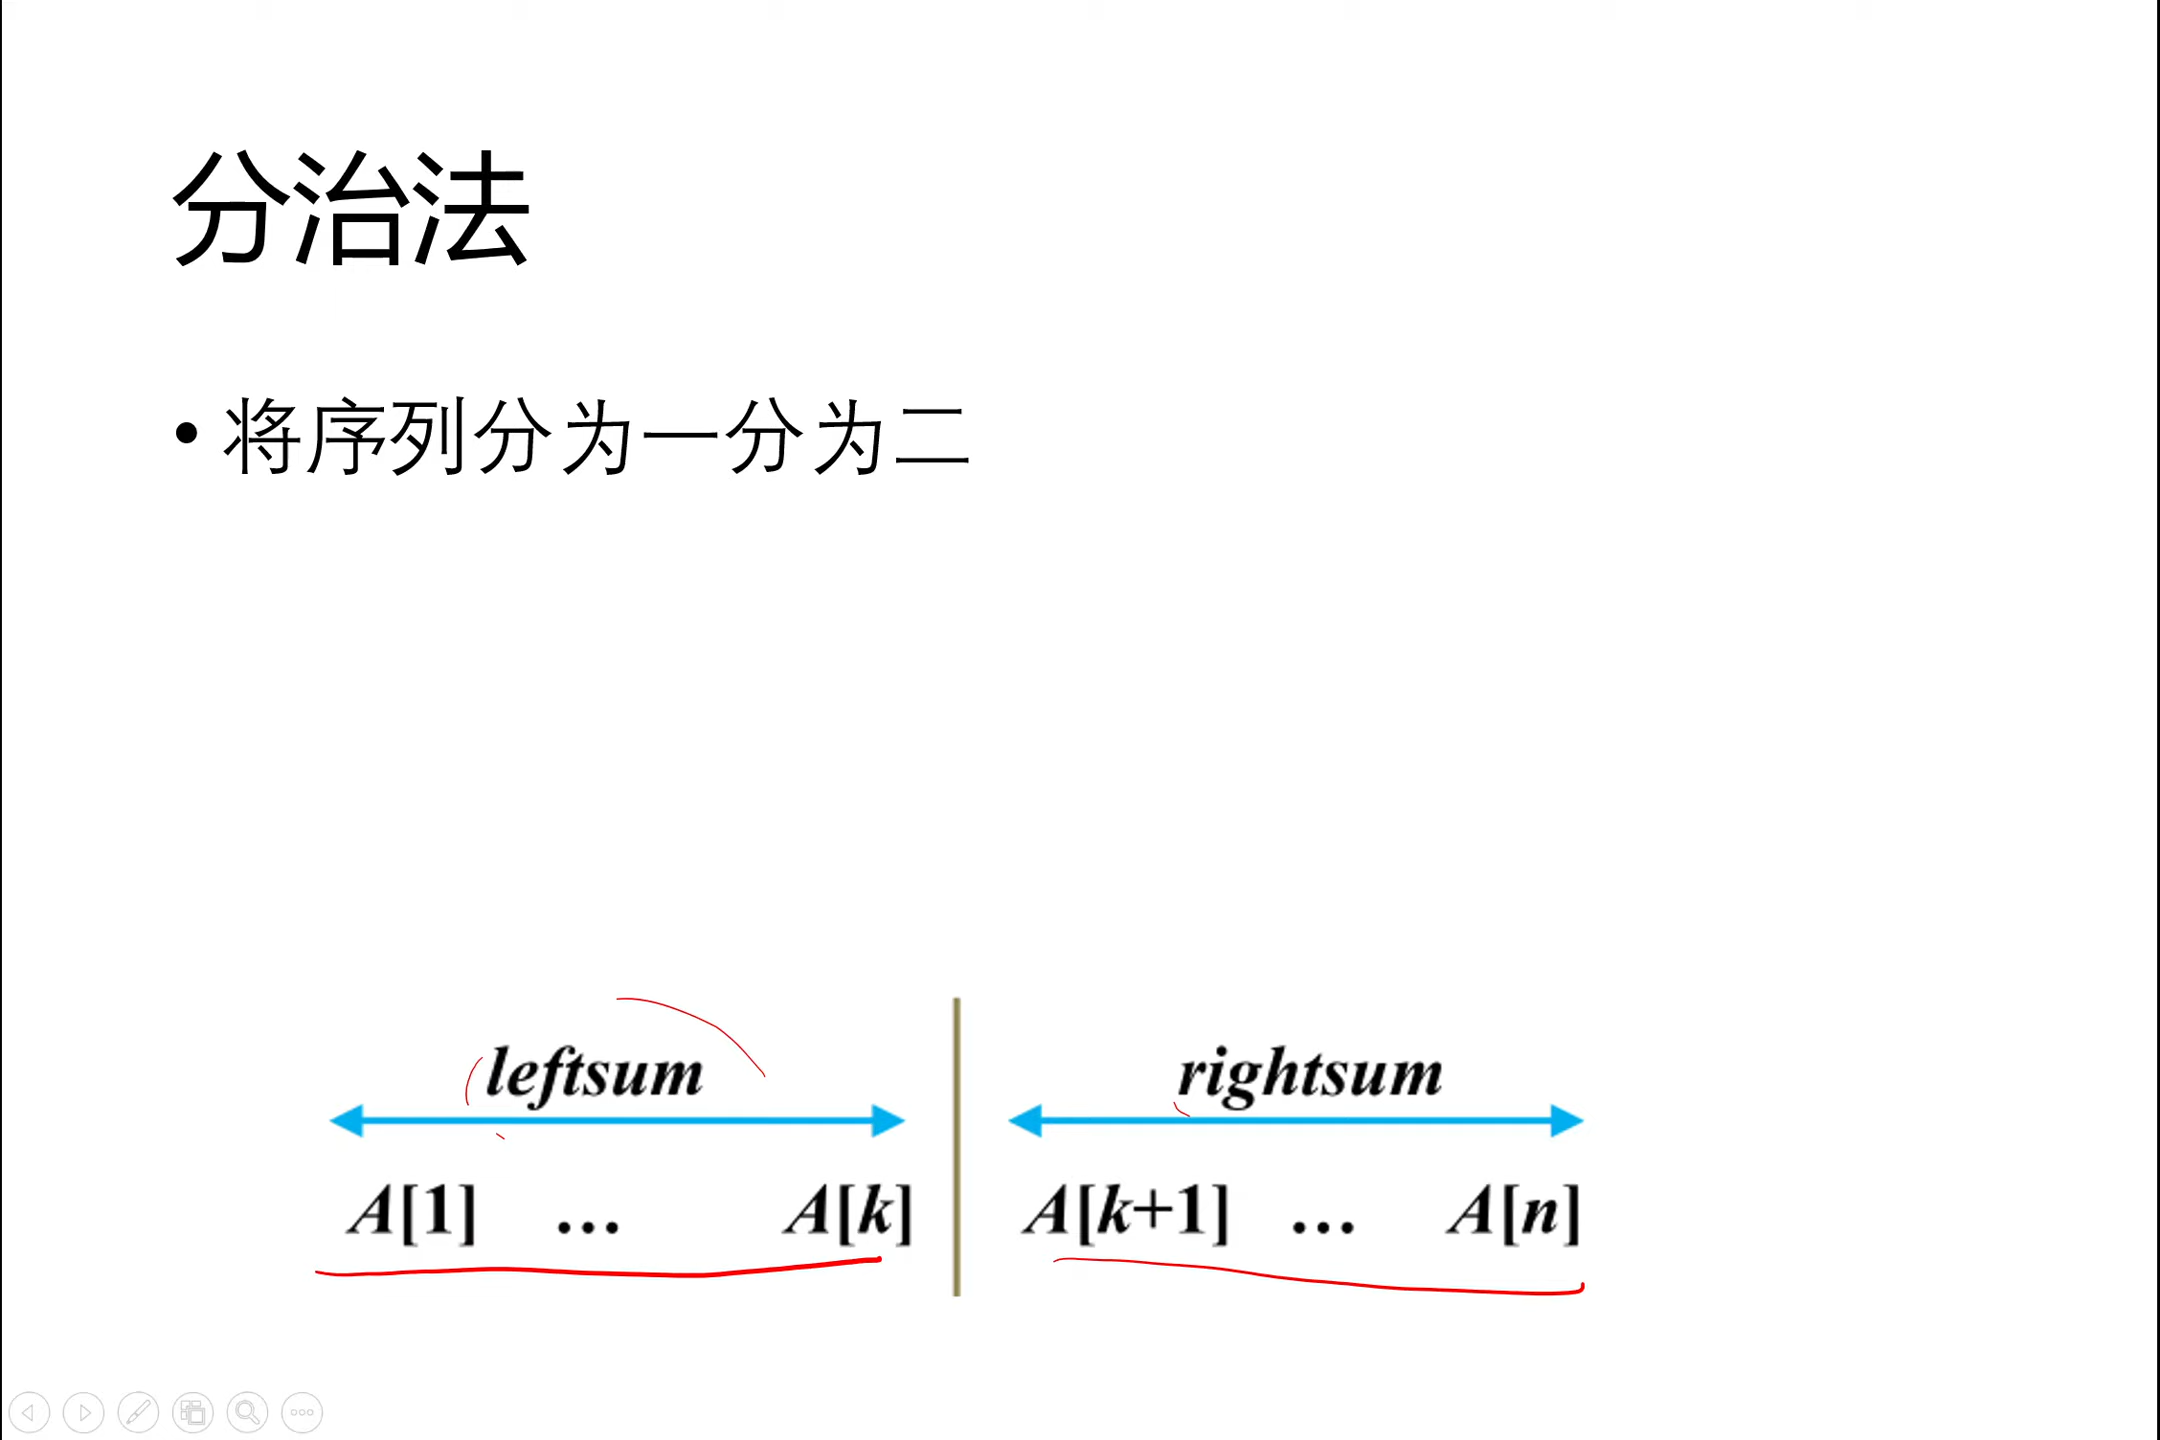 分治法
• 将序列分为一分为二
leftsum rightsum
A[1] … A[k] A[k+1] … A[n]